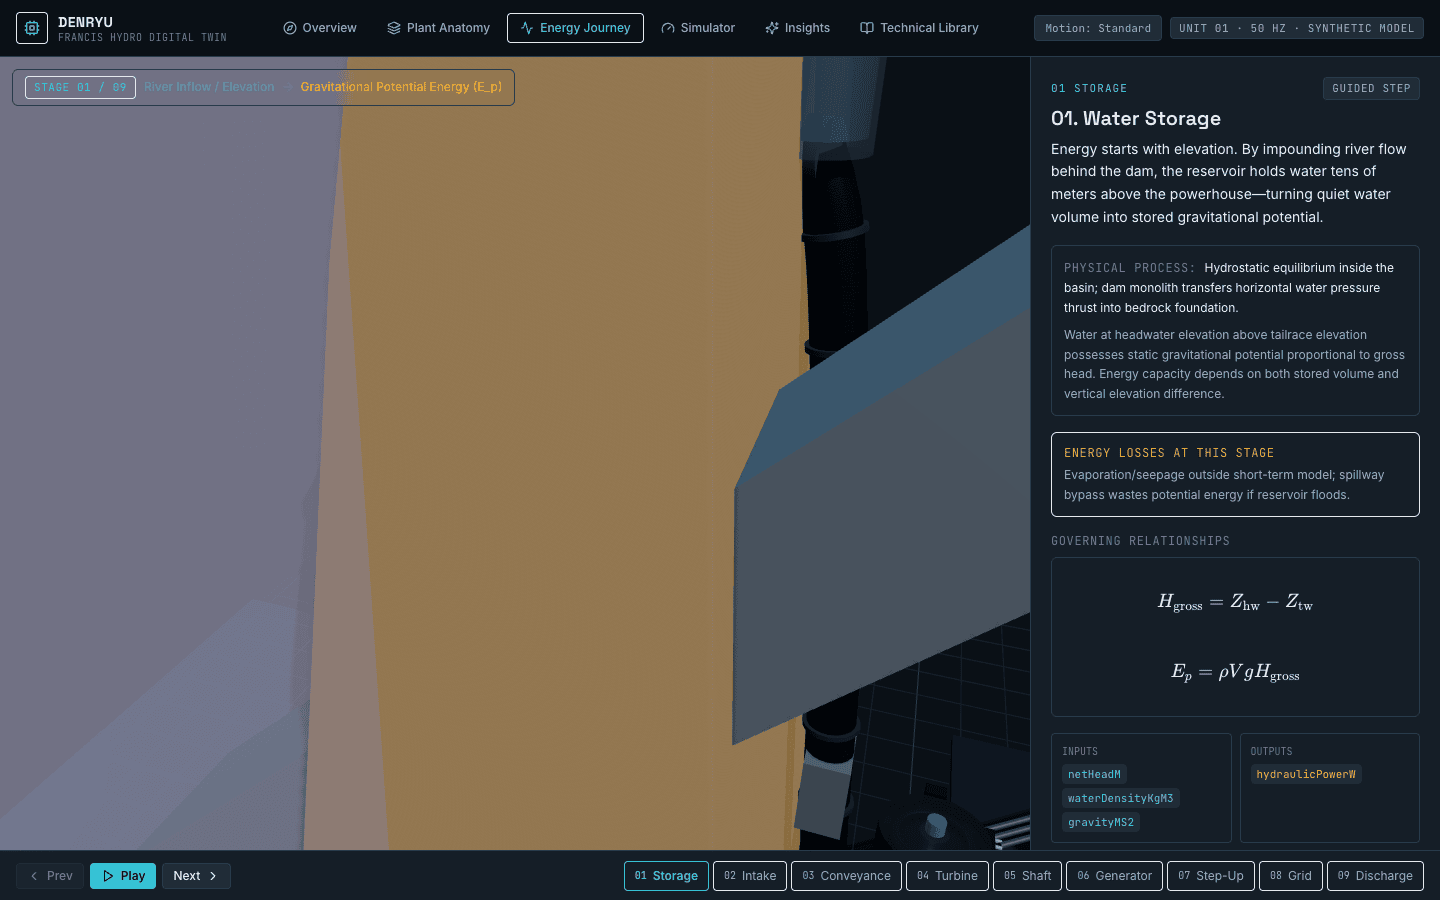 DENRYU
FRANCIS HYDRO DIGITAL TWIN
Overview
Plant Anatomy
Energy Journey
Simulator
Insights
Technical Library
Motion: Standard
UNIT 01 · 50 HZ · SYNTHETIC MODEL
STAGE 01 / 09 River Inflow / Elevation → Gravitational Potential Energy (E_p)
01 STORAGE
GUIDED STEP
01. Water Storage
Energy starts with elevation. By impounding river flow
behind the dam, the reservoir holds water tens of
meters above the powerhouse—turning quiet water
volume into stored gravitational potential.
PHYSICAL PROCESS: Hydrostatic equilibrium inside the
basin; dam monolith transfers horizontal water pressure
thrust into bedrock foundation.
Water at headwater elevation above tailrace elevation
possesses static gravitational potential proportional to gross
head. Energy capacity depends on both stored volume and
vertical elevation difference.
ENERGY LOSSES AT THIS STAGE
Evaporation/seepage outside short-term model; spillway
bypass wastes potential energy if reservoir floods.
GOVERNING RELATIONSHIPS
H_gross = Z_hw − Z_tw
E_p = ρVgH_gross
INPUTS
netHeadM
waterDensityKgM3
gravityMS2
OUTPUTS
hydraulicPowerW
Prev
Play
Next
01 Storage
02 Intake
03 Conveyance
04 Turbine
05 Shaft
06 Generator
07 Step-Up
08 Grid
09 Discharge